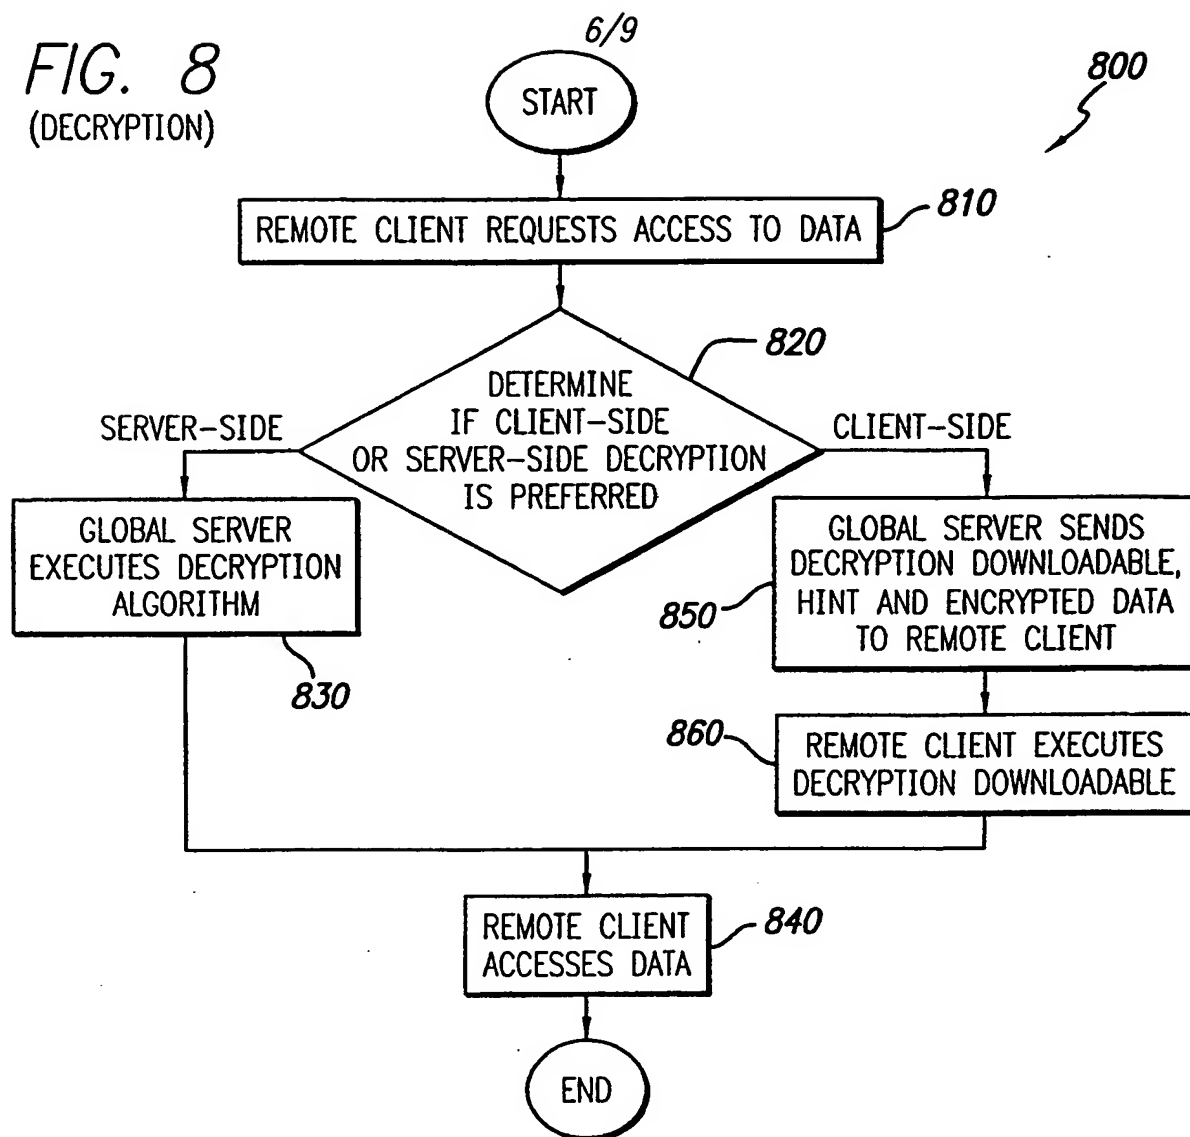 6/9
FIG. 8
(DECRYPTION)
800
START
REMOTE CLIENT REQUESTS ACCESS TO DATA
810
820
DETERMINE
IF CLIENT-SIDE
OR SERVER-SIDE DECRYPTION
IS PREFERRED
SERVER-SIDE
CLIENT-SIDE
GLOBAL SERVER
EXECUTES DECRYPTION
ALGORITHM
830
GLOBAL SERVER SENDS
DECRYPTION DOWNLOADABLE,
HINT AND ENCRYPTED DATA
TO REMOTE CLIENT
850
860
REMOTE CLIENT EXECUTES
DECRYPTION DOWNLOADABLE
REMOTE CLIENT
ACCESSES DATA
840
END